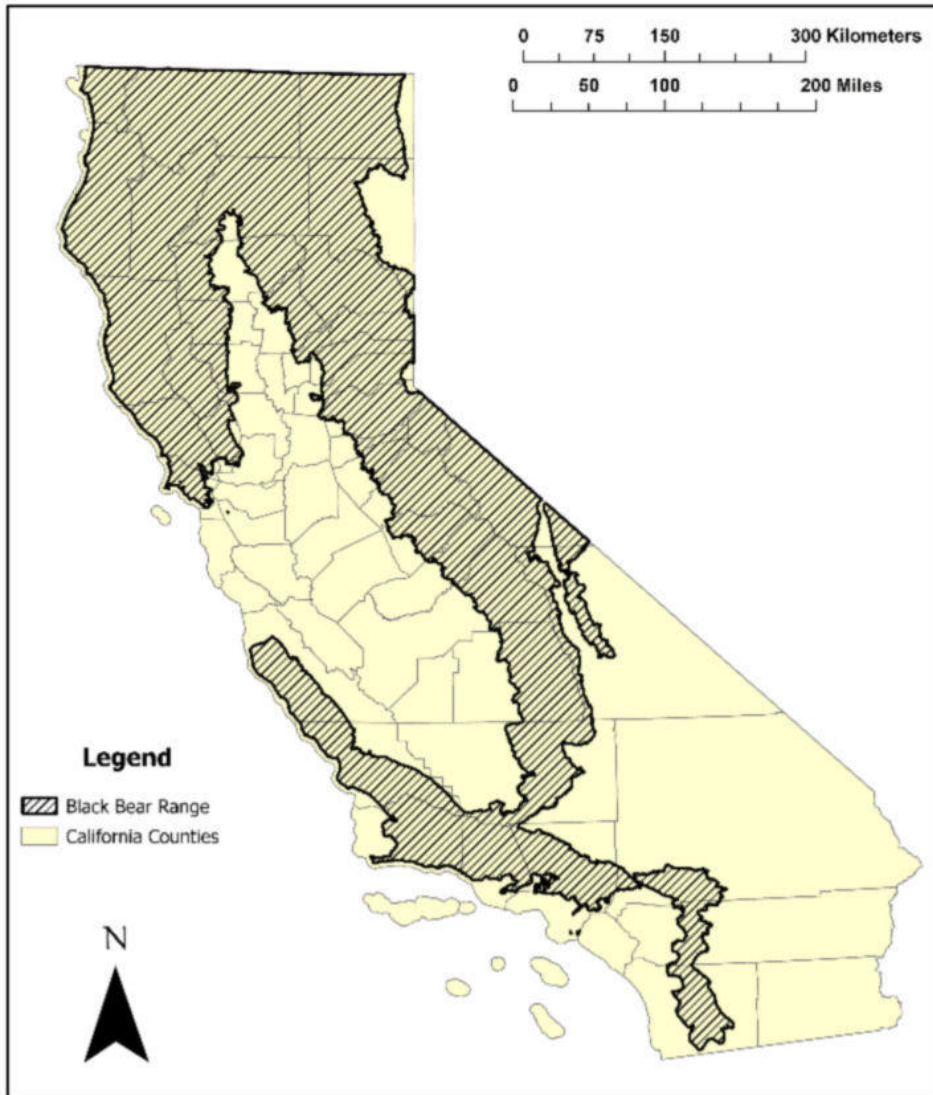 0 75 150 300 Kilometers
0 50 100 200 Miles
Legend
Black Bear Range
California Counties
N